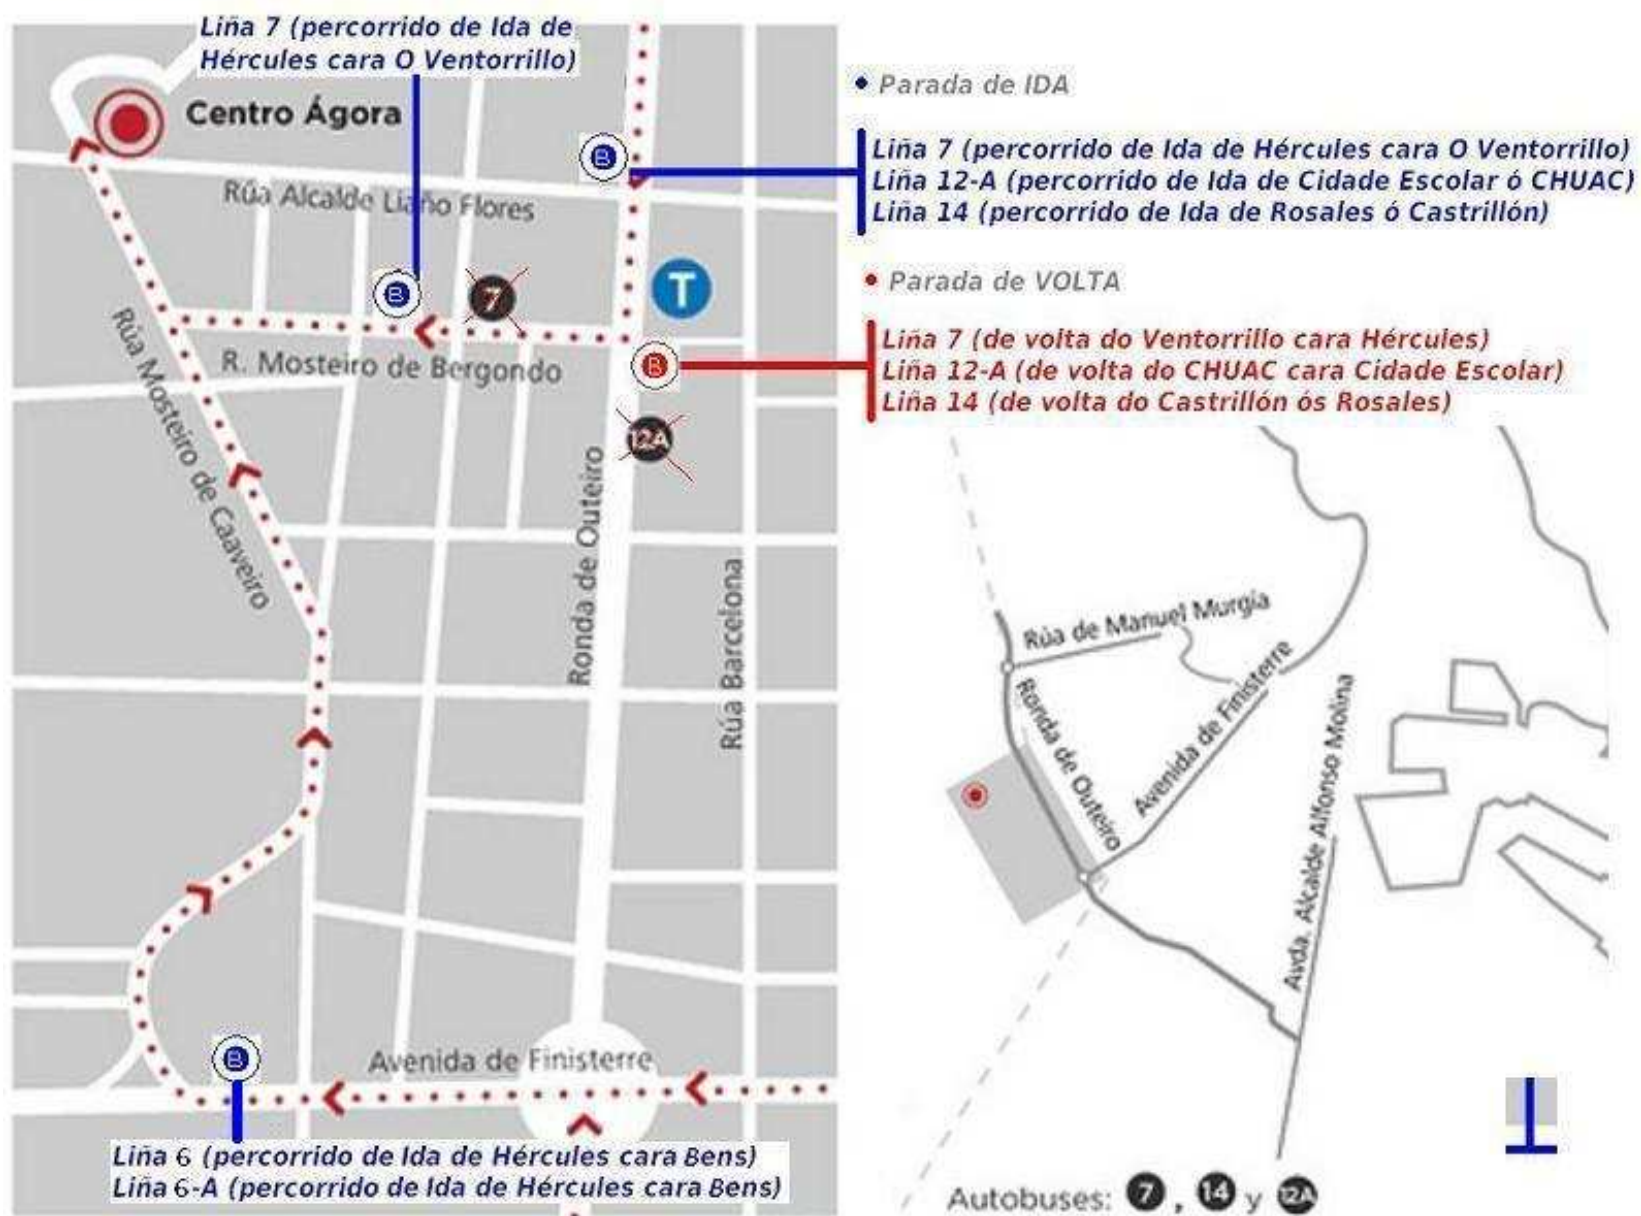 Liña 7 (percorrido de Ida de
Hércules cara O Ventorrillo)
Centro Ágora
B
Rúa Alcalde Liaño Flores
B
7
T
R. Mosteiro de Bergondo
B
12A
Rúa Mosteiro de Caaveiro
Ronda de Outeiro
Rúa Barcelona
B
Avenida de Finisterre
Liña 6 (percorrido de Ida de Hércules cara Bens)
Liña 6-A (percorrido de Ida de Hércules cara Bens)
• Parada de IDA
Liña 7 (percorrido de Ida de Hércules cara O Ventorrillo)
Liña 12-A (percorrido de Ida de Cidade Escolar ó CHUAC)
Liña 14 (percorrido de Ida de Rosales ó Castrillón)
• Parada de VOLTA
Liña 7 (de volta do Ventorrillo cara Hércules)
Liña 12-A (de volta do CHUAC cara Cidade Escolar)
Liña 14 (de volta do Castrillón ós Rosales)
Rúa de Manuel Murgía
Ronda de Outeiro
Avenida de Finisterre
Avda. Alcalde Alfonso Molina
Autobuses: 7, 14 y 12A